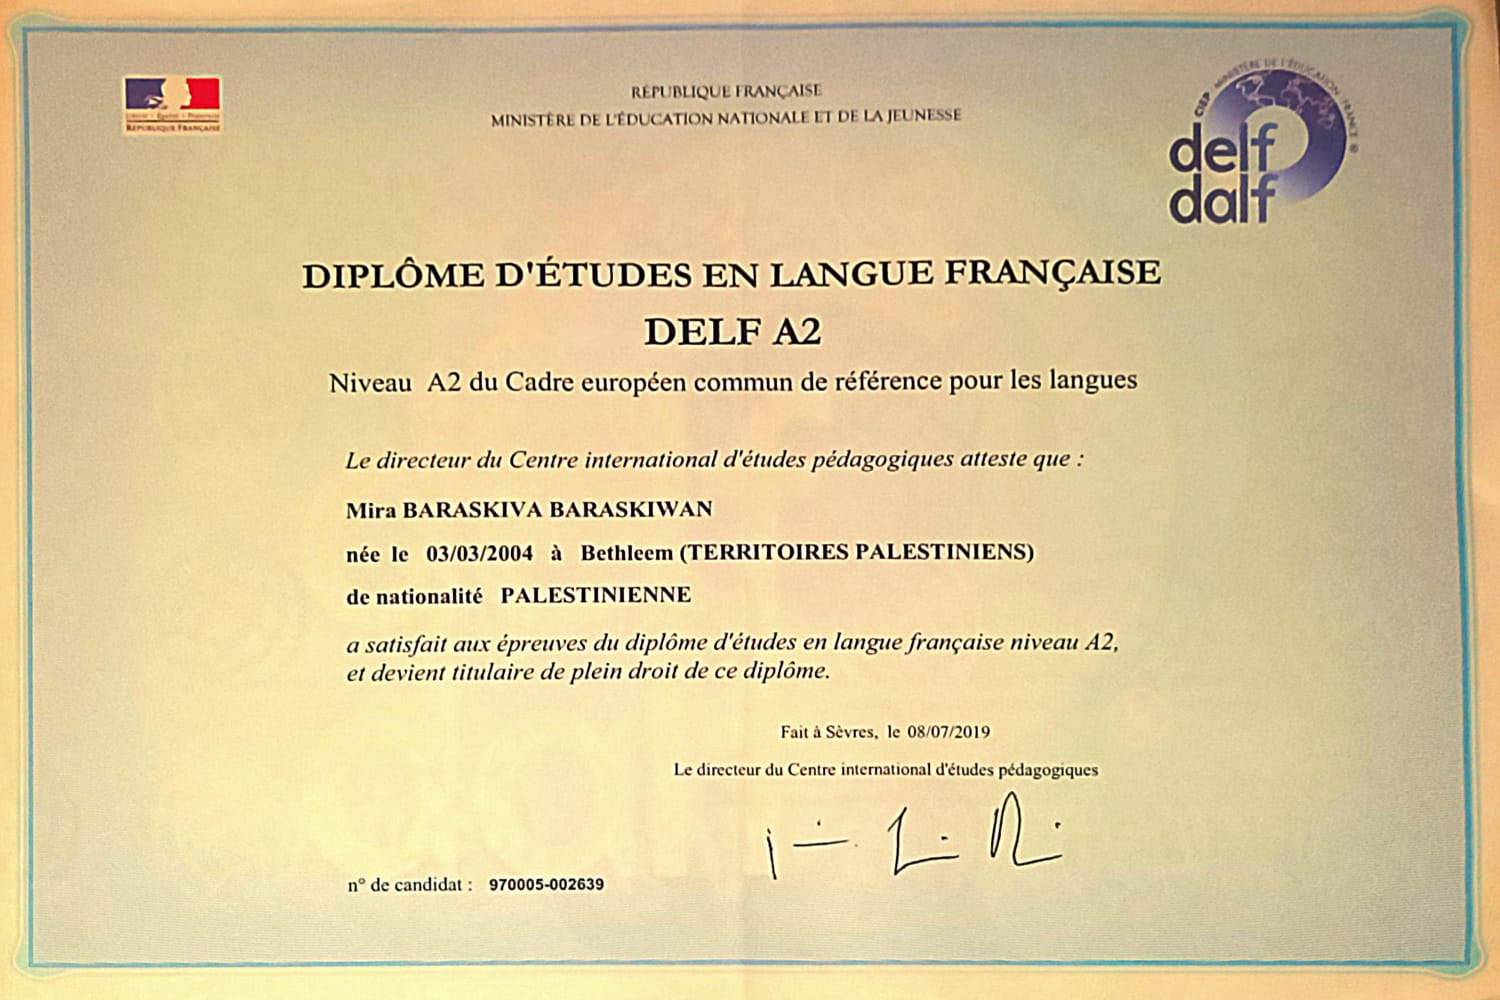 Liberté • Égalité • Fraternité
RÉPUBLIQUE FRANÇAISE
RÉPUBLIQUE FRANÇAISE
MINISTÈRE DE L'ÉDUCATION NATIONALE ET DE LA JEUNESSE
CIEP MINISTÈRE DE L'ÉDUCATION FRANCE ®
delf
dalf
DIPLÔME D'ÉTUDES EN LANGUE FRANÇAISE
DELF A2
Niveau A2 du Cadre européen commun de référence pour les langues
Le directeur du Centre international d'études pédagogiques atteste que :
Mira BARASKIVA BARASKIWAN
née le 03/03/2004 à Bethleem (TERRITOIRES PALESTINIENS)
de nationalité PALESTINIENNE
a satisfait aux épreuves du diplôme d'études en langue française niveau A2,
et devient titulaire de plein droit de ce diplôme.
Fait à Sèvres, le 08/07/2019
Le directeur du Centre international d'études pédagogiques
n° de candidat : 970005-002639